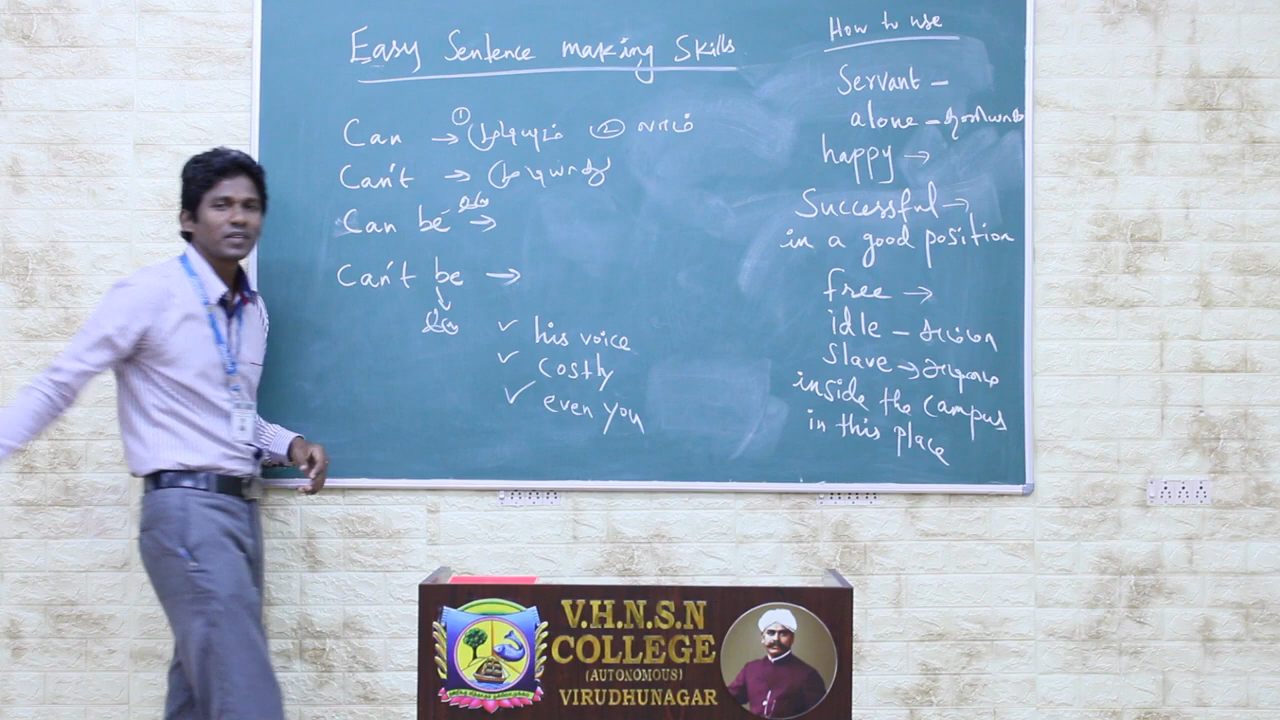 Easy Sentence making Skills
Can → ① முடியும் ② லாம்
Can't → முடியாது
Can be →
Can't be →
✓ his voice
✓ costly
✓ even you
How to use
Servant –
alone –
happy →
Successful →
in a good position
free →
idle –
Slave → அடிமை
inside the campus
in this place
V.H.N.S.N
COLLEGE
(AUTONOMOUS)
VIRUDHUNAGAR